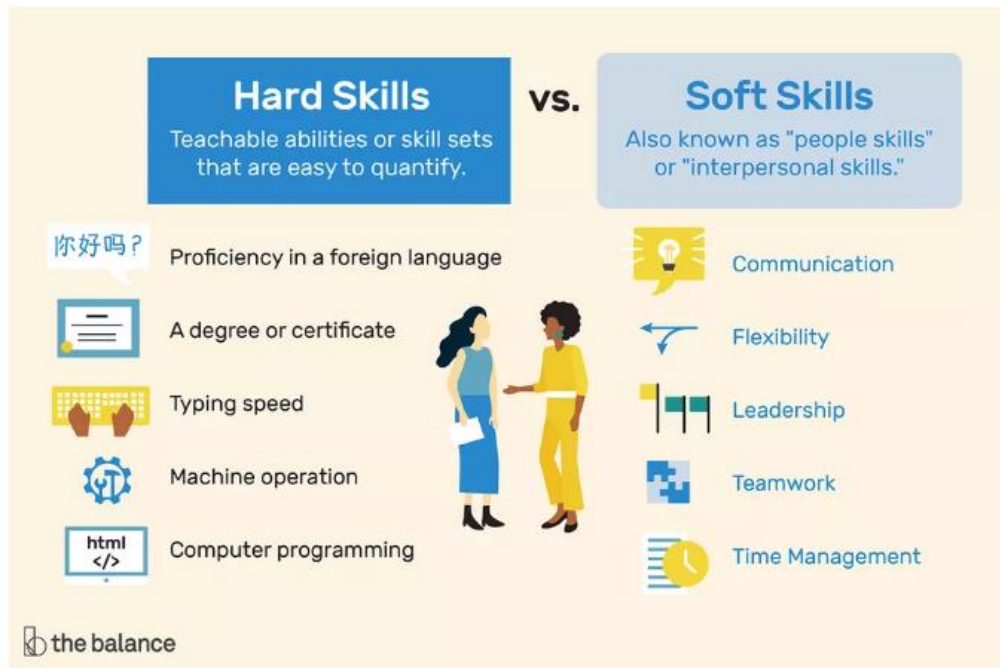 Hard Skills
Teachable abilities or skill sets
that are easy to quantify.
vs.
Soft Skills
Also known as "people skills"
or "interpersonal skills."
你好吗?
Proficiency in a foreign language
A degree or certificate
Typing speed
Machine operation
html
</>
Computer programming
Communication
Flexibility
Leadership
Teamwork
Time Management
the balance